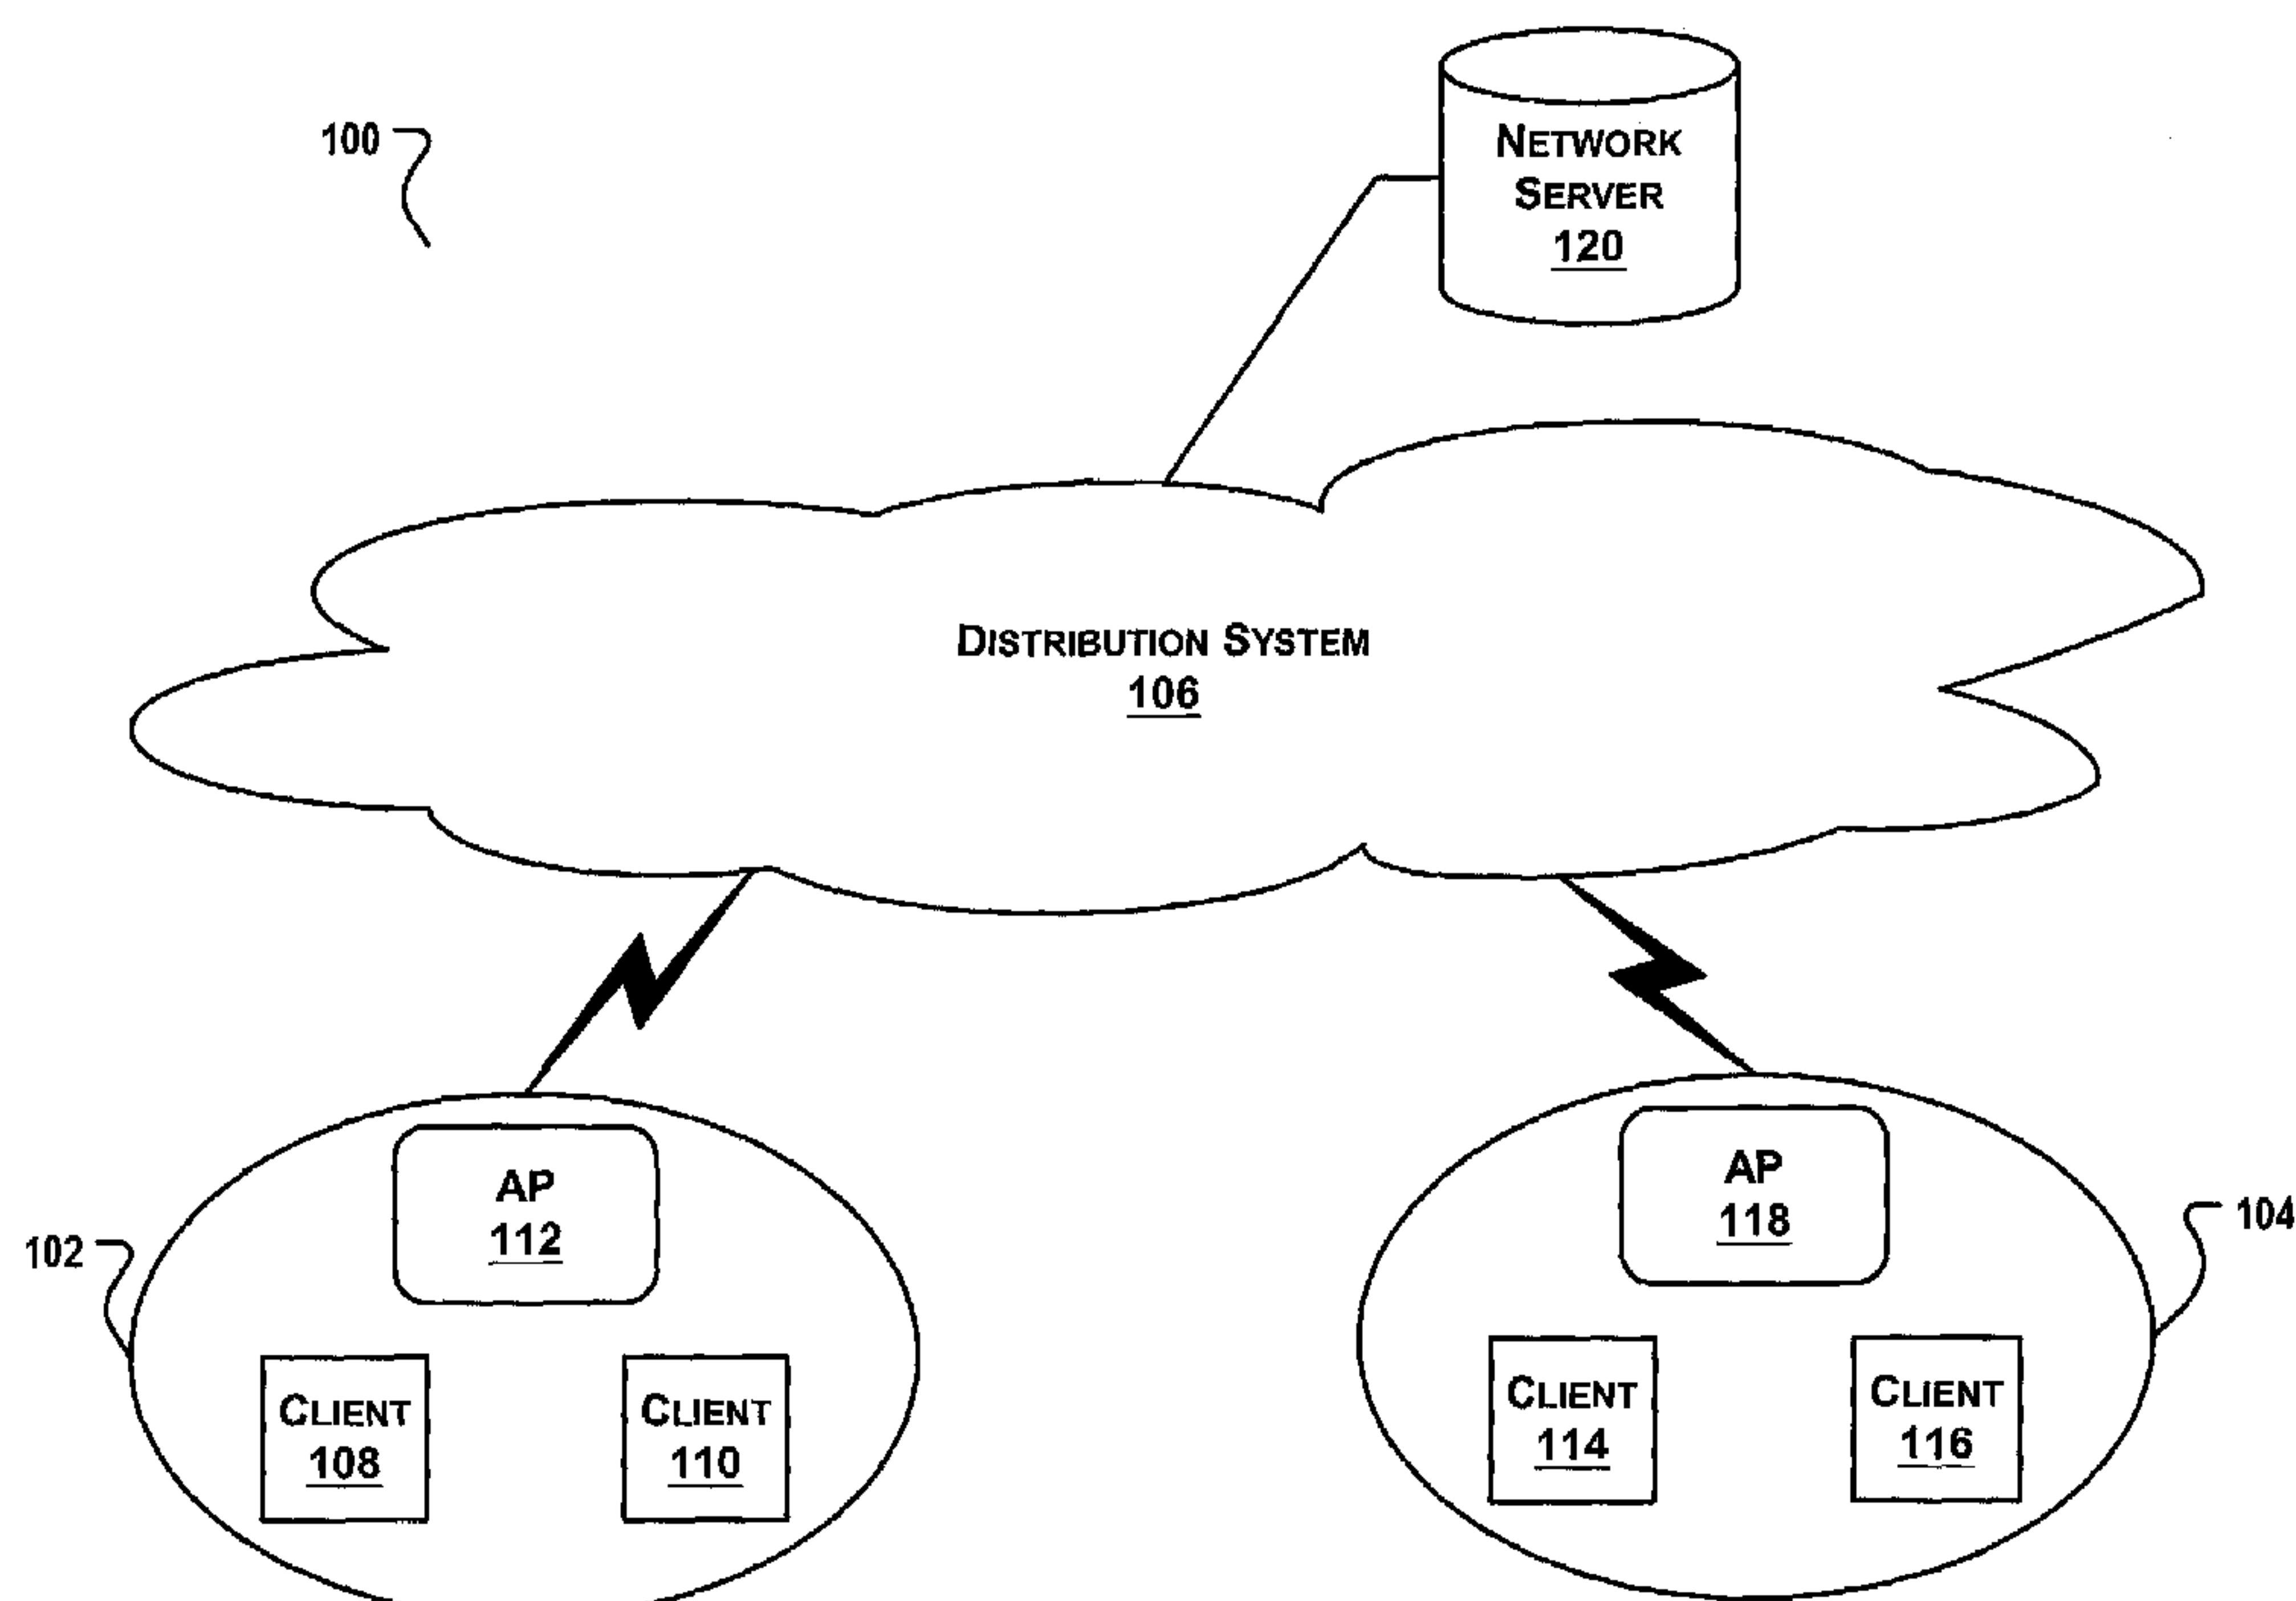 100
NETWORK
SERVER
120
DISTRIBUTION SYSTEM
106
AP
112
102
CLIENT
108
CLIENT
110
AP
118
104
CLIENT
114
CLIENT
116